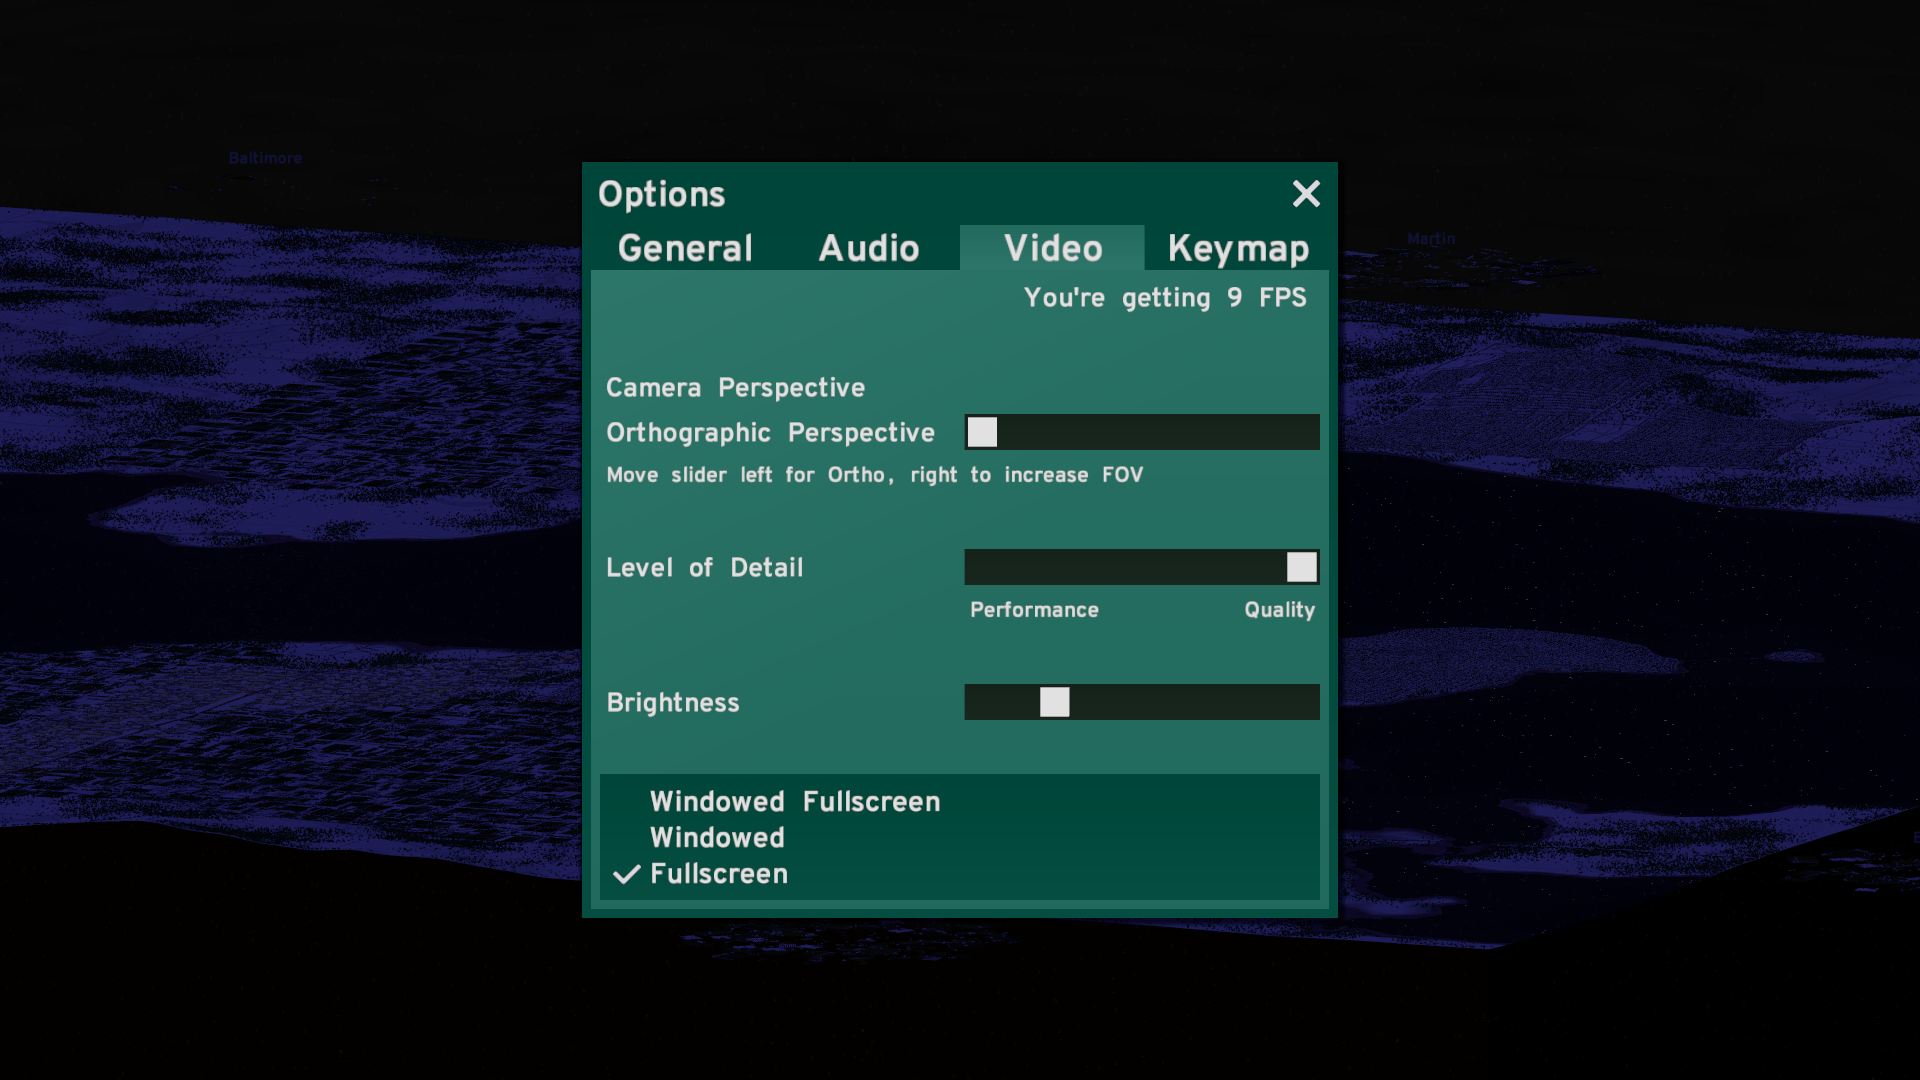 Baltimore
Options
General Audio Video Keymap
Martin
You're getting 9 FPS
Camera Perspective
Orthographic Perspective
Move slider left for Ortho, right to increase FOV
Level of Detail
Performance Quality
Brightness
Windowed Fullscreen
Windowed
Fullscreen